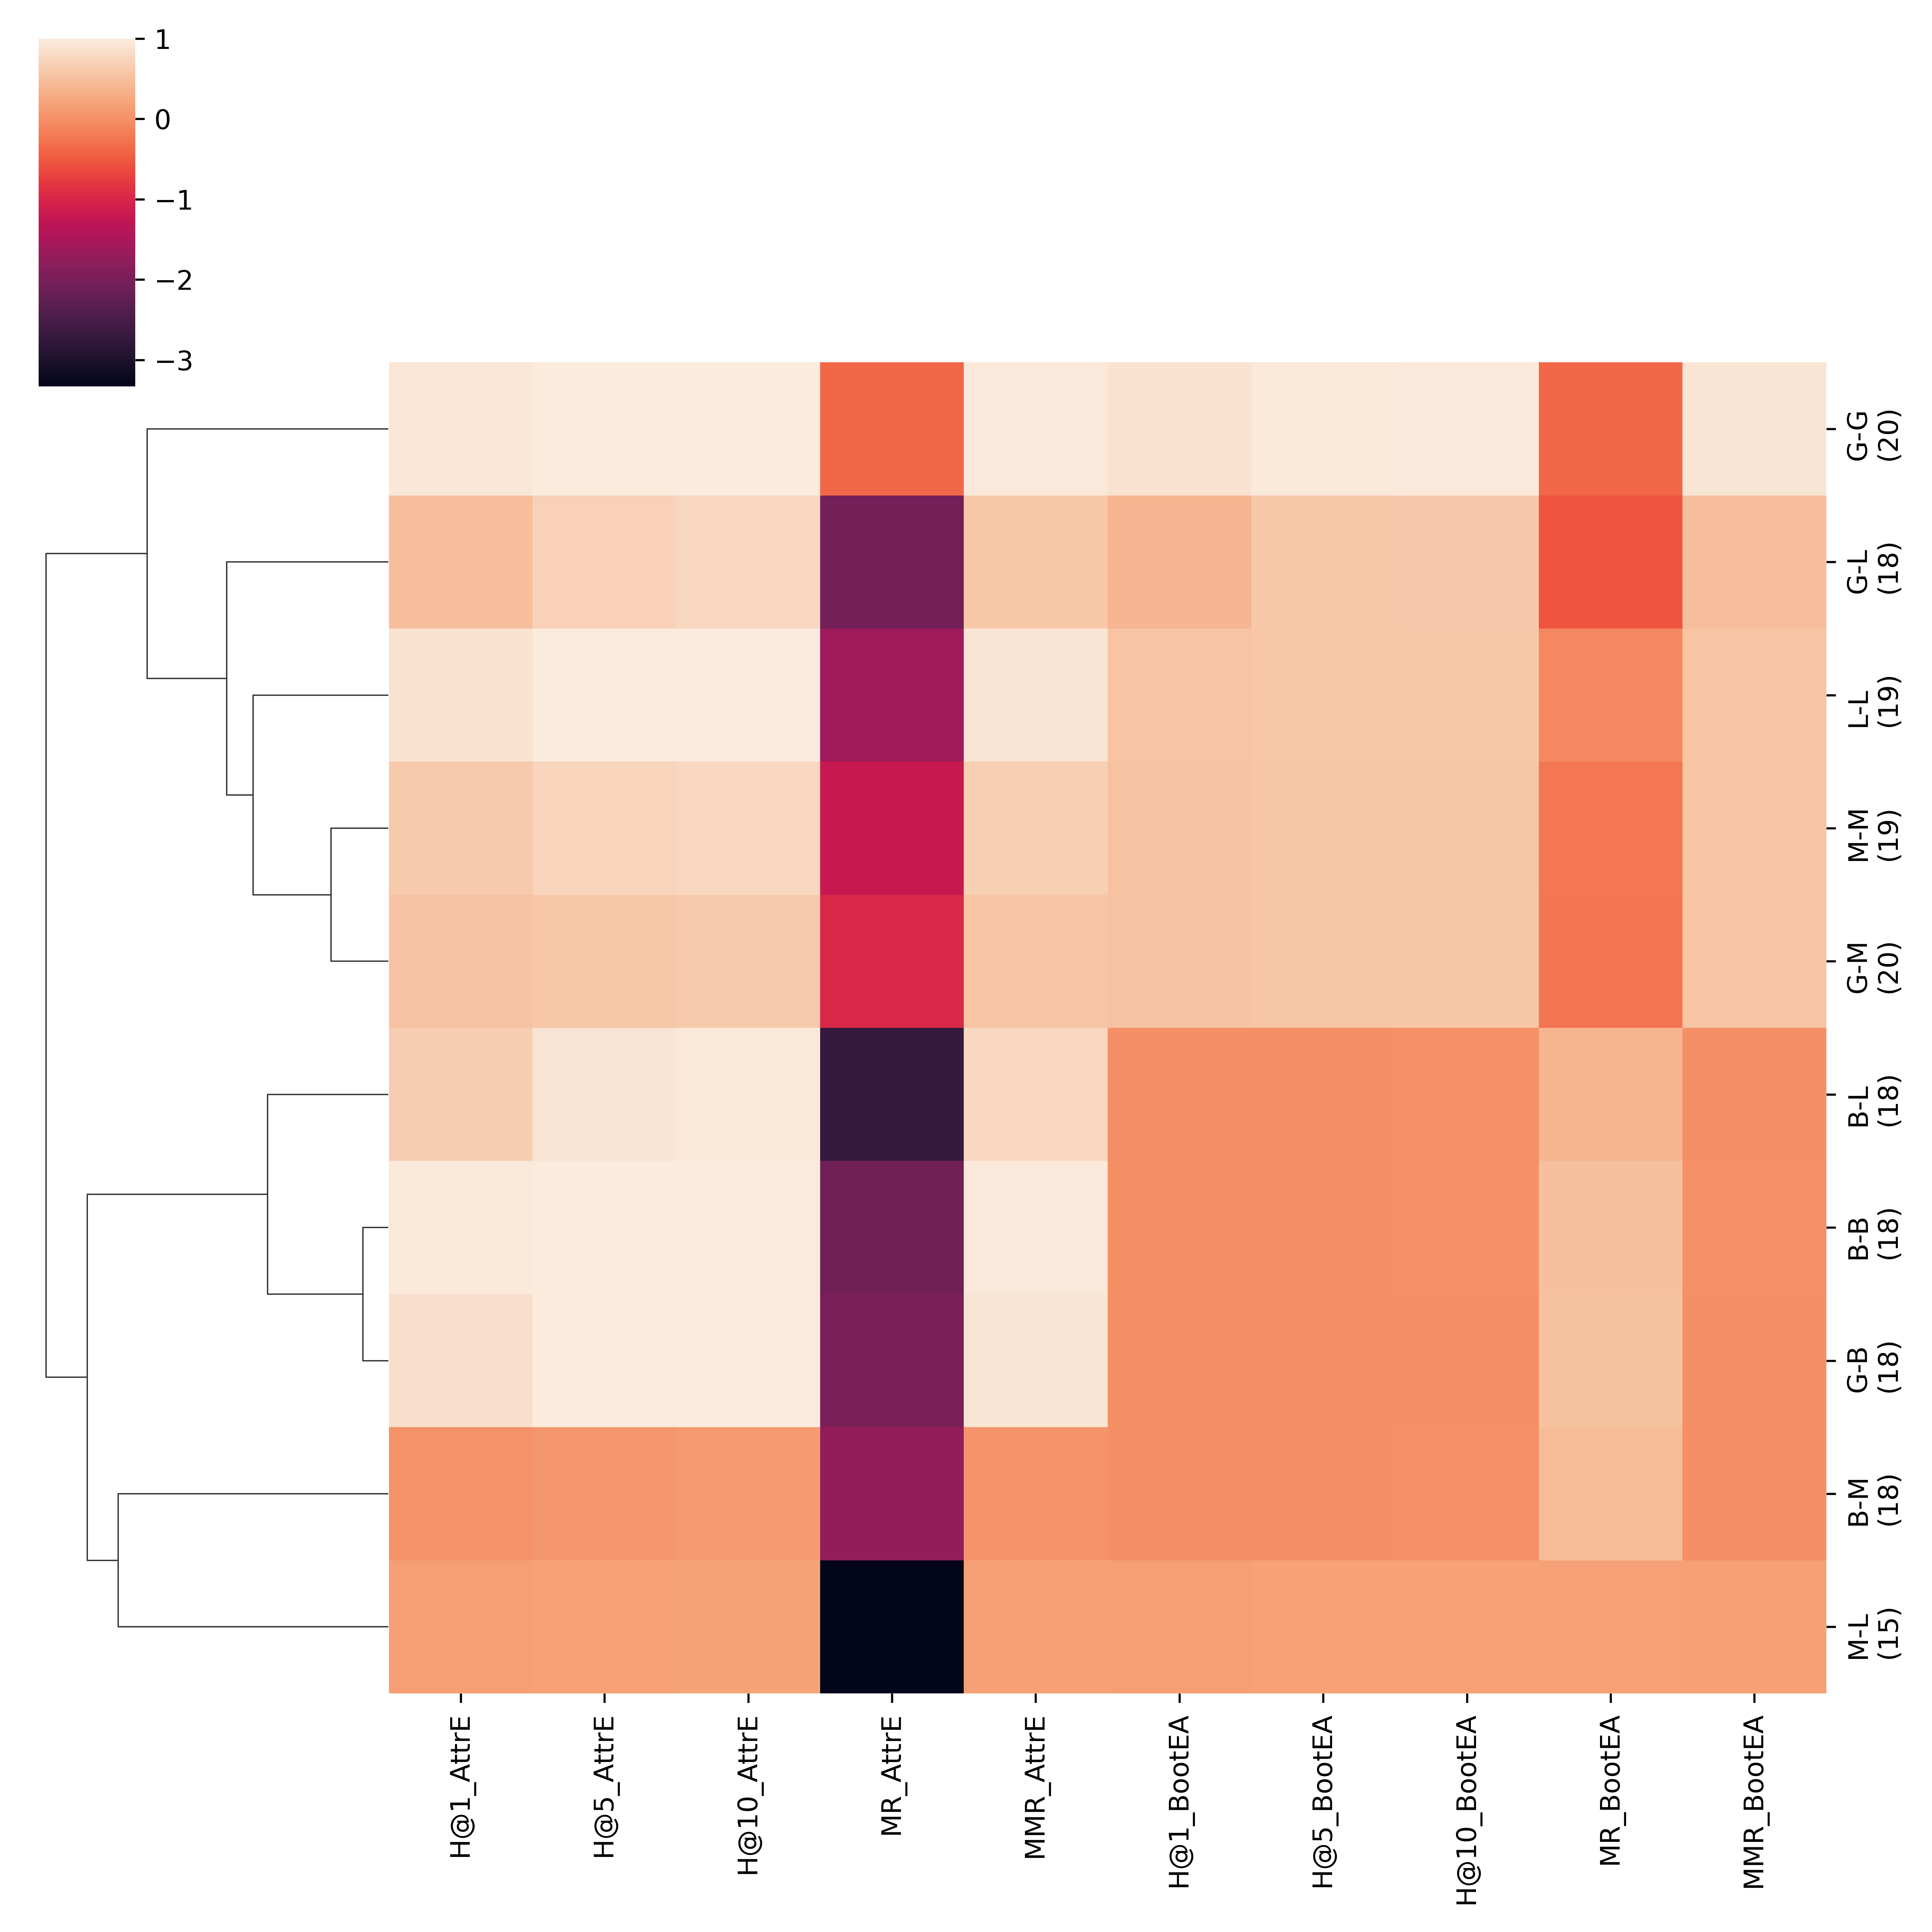 1
0
−1
−2
−3
G-G
(20)
G-L
(18)
L-L
(19)
M-M
(19)
G-M
(20)
B-L
(18)
B-B
(18)
G-B
(18)
B-M
(18)
M-L
(15)
H@1_AttrE
H@5_AttrE
H@10_AttrE
MR_AttrE
MMR_AttrE
H@1_BootEA
H@5_BootEA
H@10_BootEA
MR_BootEA
MMR_BootEA